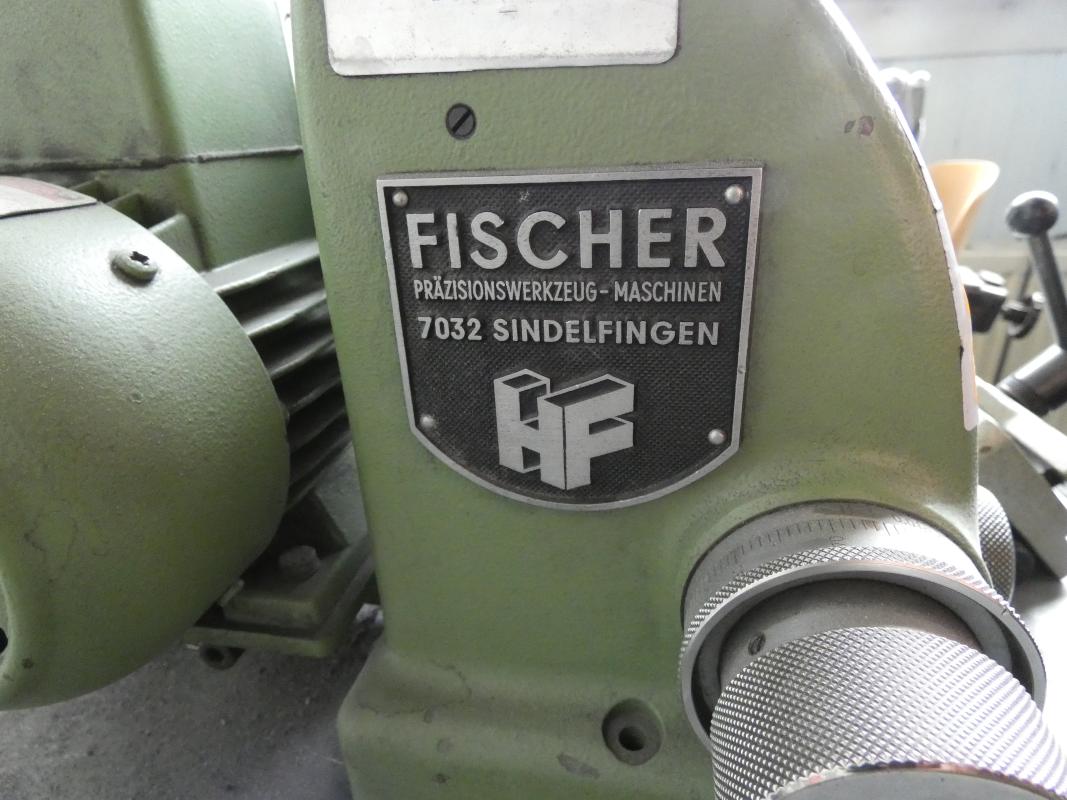 FISCHER
PRÄZISIONSWERKZEUG-MASCHINEN
7032 SINDELFINGEN
HF